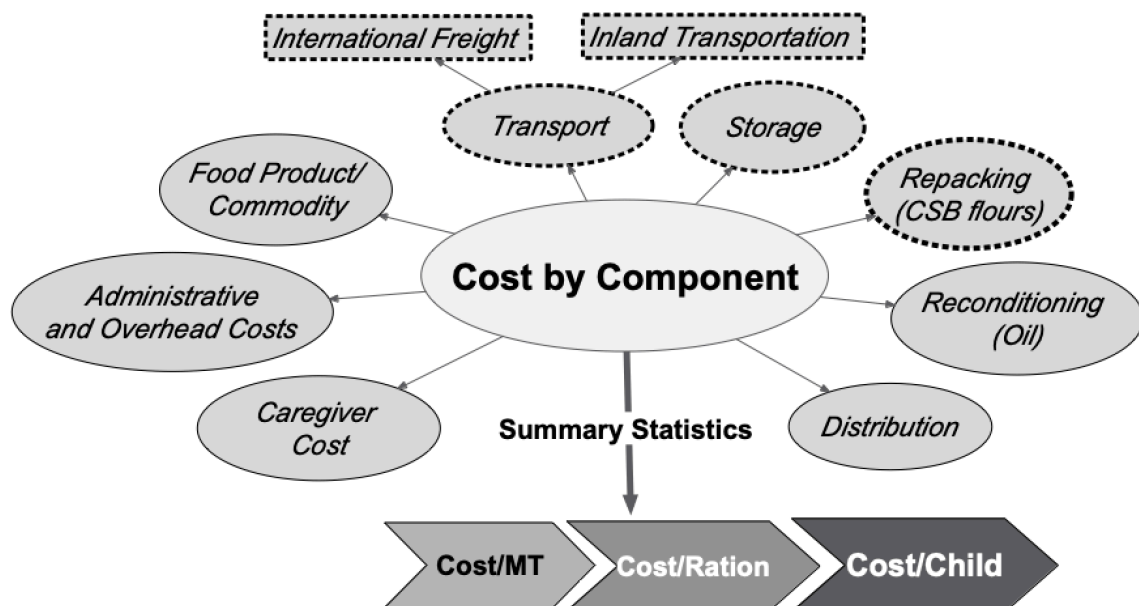 International Freight
Inland Transportation
Transport
Storage
Food Product/
Commodity
Repacking
(CSB flours)
Cost by Component
Administrative
and Overhead Costs
Reconditioning
(Oil)
Caregiver
Cost
Summary Statistics
Distribution
Cost/MT
Cost/Ration
Cost/Child